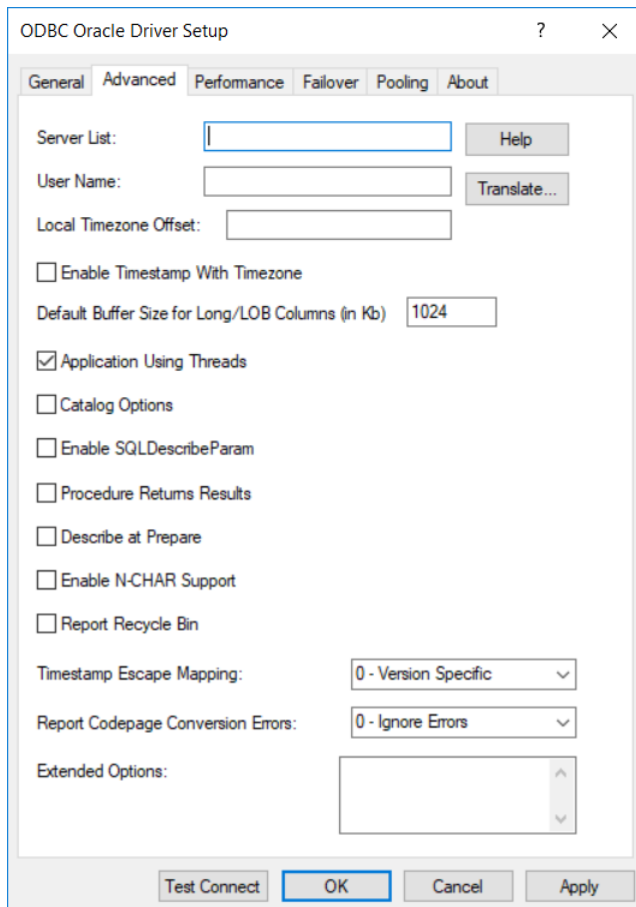 ODBC Oracle Driver Setup ?
General Advanced Performance Failover Pooling About
Server List: Help
User Name: Translate...
Local Timezone Offset:
Enable Timestamp With Timezone
Default Buffer Size for Long/LOB Columns (in Kb) 1024
Application Using Threads
Catalog Options
Enable SQLDescribeParam
Procedure Returns Results
Describe at Prepare
Enable N-CHAR Support
Report Recycle Bin
Timestamp Escape Mapping: 0 - Version Specific
Report Codepage Conversion Errors: 0 - Ignore Errors
Extended Options:
Test Connect OK Cancel Apply